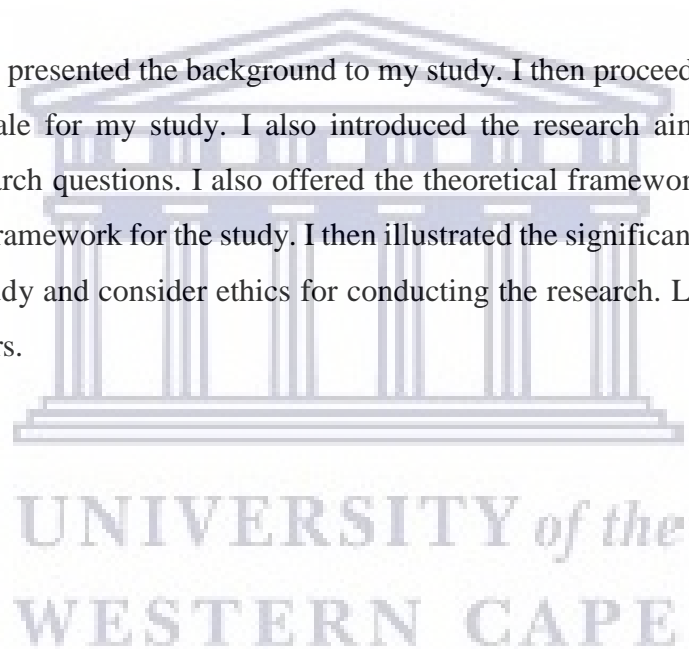 presented the background to my study. I then proceed
ale for my study. I also introduced the research aim
arch questions. I also offered the theoretical framewor
ramework for the study. I then illustrated the significan
dy and consider ethics for conducting the research. L
rs.
UNIVERSITY of the
WESTERN CAPE